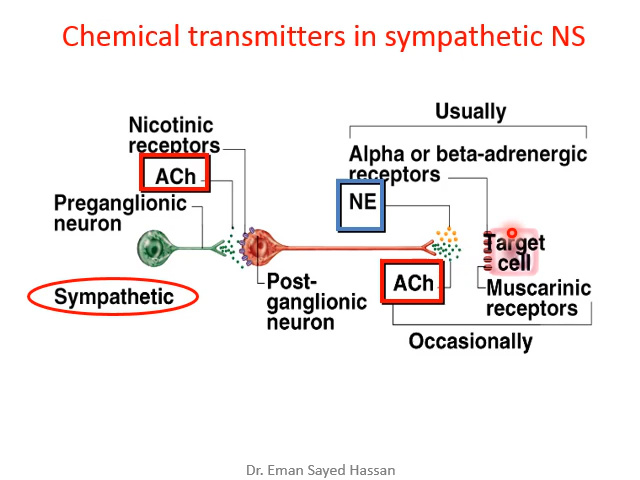 Chemical transmitters in sympathetic NS
Usually
Nicotinic
receptors
ACh
Alpha or beta-adrenergic
receptors
NE
Preganglionic
neuron
Target
cell
Sympathetic
Post-
ganglionic
neuron
ACh
Muscarinic
receptors
Occasionally
Dr. Eman Sayed Hassan